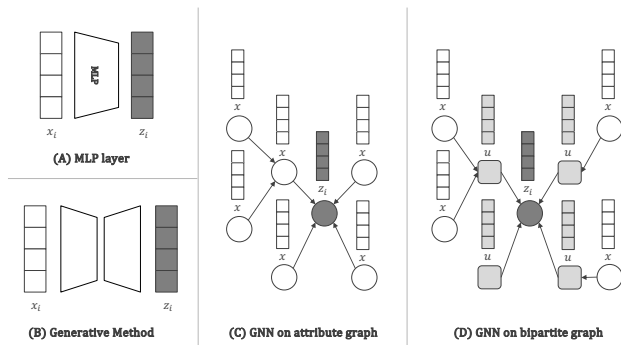 MLP
x_i
z_i
(A) MLP layer
x_i
z_i
(B) Generative Method
x
x
x
x
z_i
x
x
x
(C) GNN on attribute graph
x
x
x
u
u
z_i
u
u
x
(D) GNN on bipartite graph